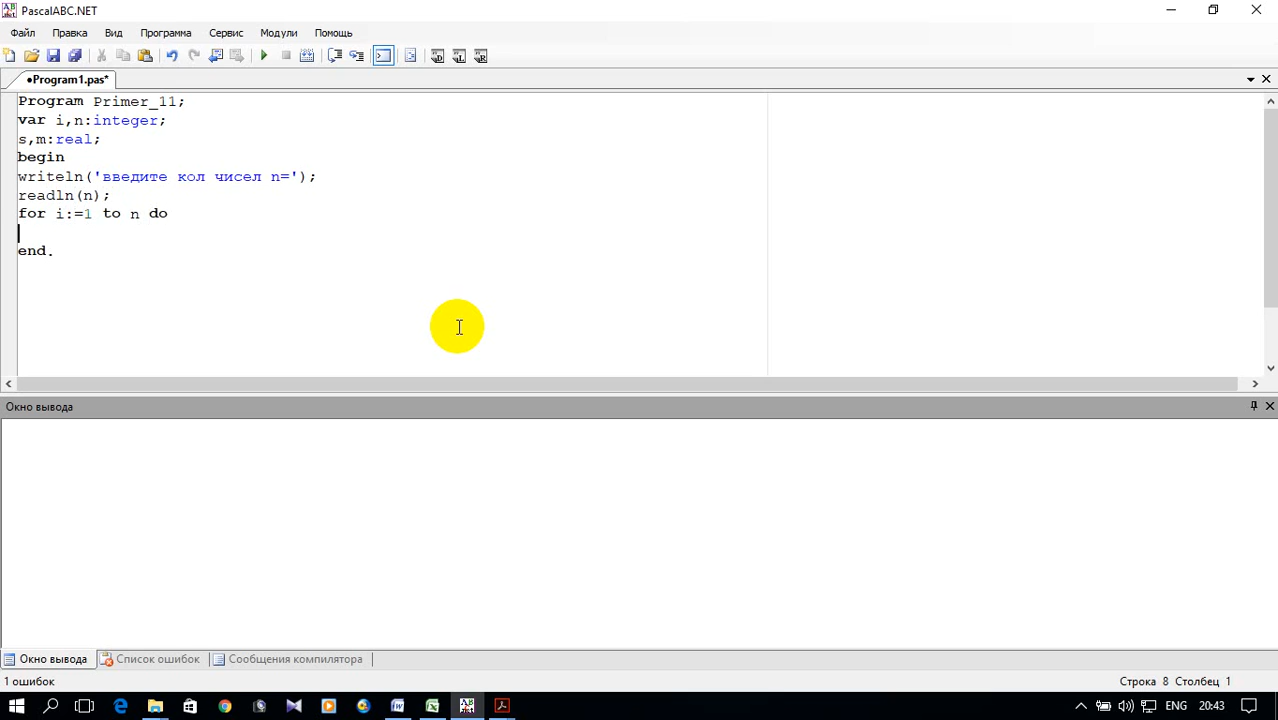 PascalABC.NET
Файл Правка Вид Программа Сервис Модули Помощь
•Program1.pas*
Program Primer_11;
var i,n:integer;
s,m:real;
begin
writeln('введите кол чисел n=');
readln(n);
for i:=1 to n do
end.
Окно вывода
Окно вывода Список ошибок Сообщения компилятора
1 ошибок Строка 8 Столбец 1
ENG 20:43